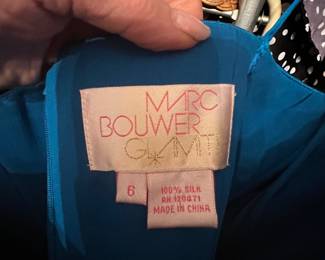 MARC
BOUWER
GLAMIT!
6
100% SILK
RN 120871
MADE IN CHINA